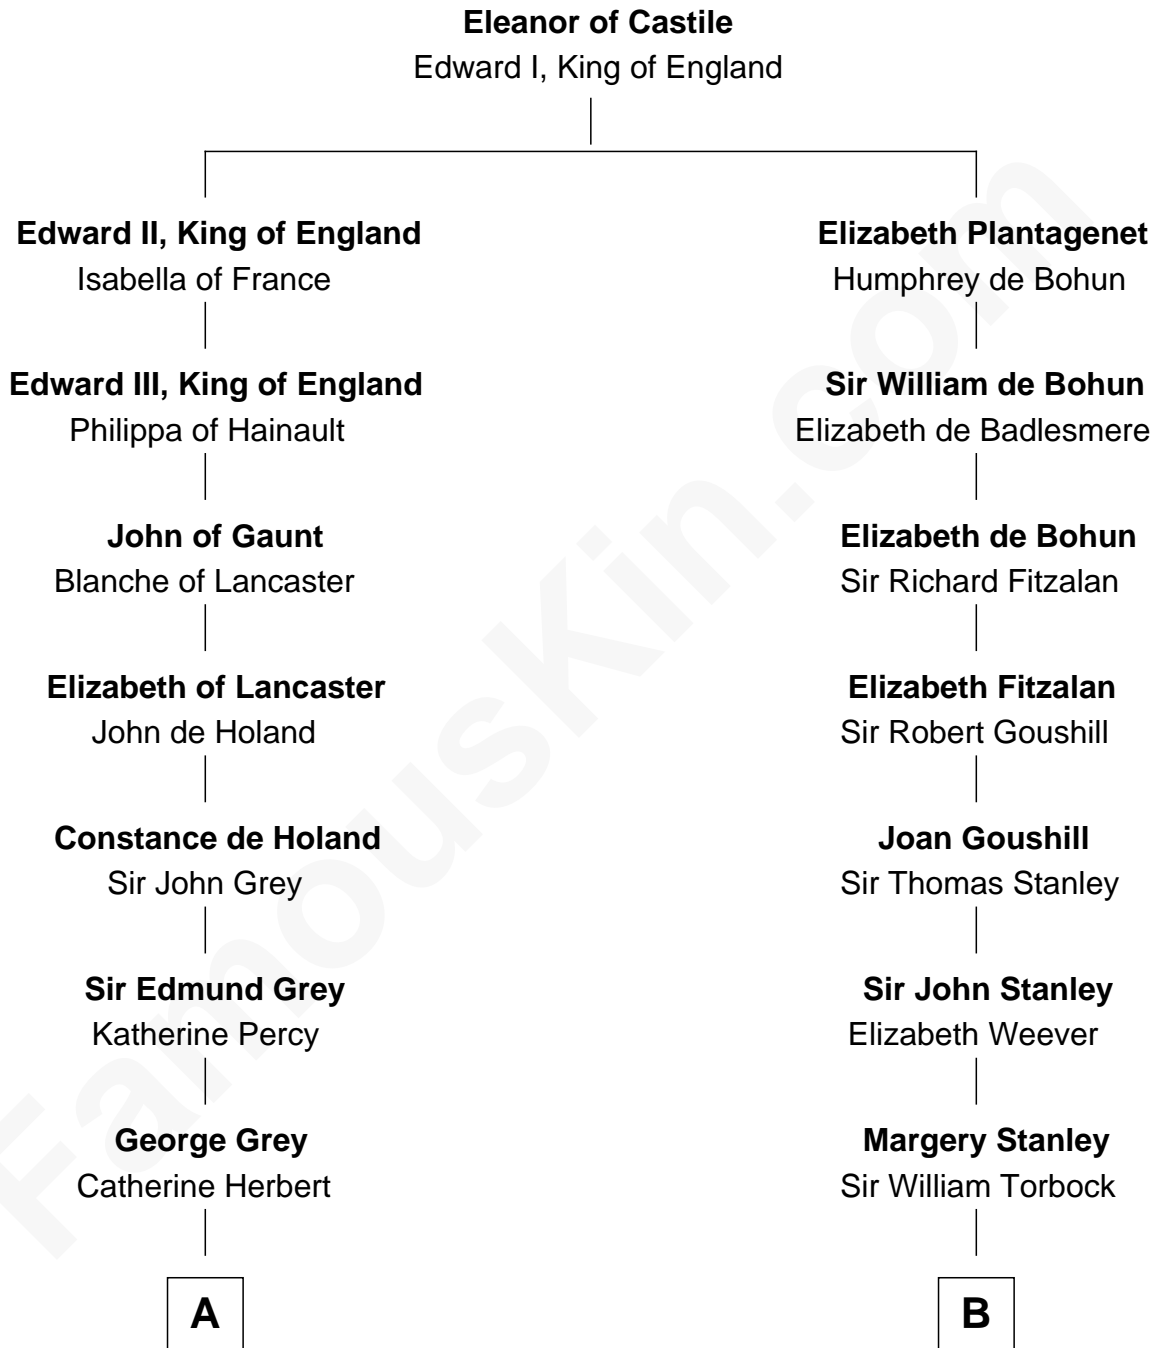 Eleanor of Castile
Edward I, King of England
Edward II, King of England
Isabella of France
Edward III, King of England
Philippa of Hainault
John of Gaunt
Blanche of Lancaster
Elizabeth of Lancaster
John de Holand
Constance de Holand
Sir John Grey
Sir Edmund Grey
Katherine Percy
George Grey
Catherine Herbert
A
Elizabeth Plantagenet
Humphrey de Bohun
Sir William de Bohun
Elizabeth de Badlesmere
Elizabeth de Bohun
Sir Richard Fitzalan
Elizabeth Fitzalan
Sir Robert Goushill
Joan Goushill
Sir Thomas Stanley
Sir John Stanley
Elizabeth Weever
Margery Stanley
Sir William Torbock
B
FamousKin.com